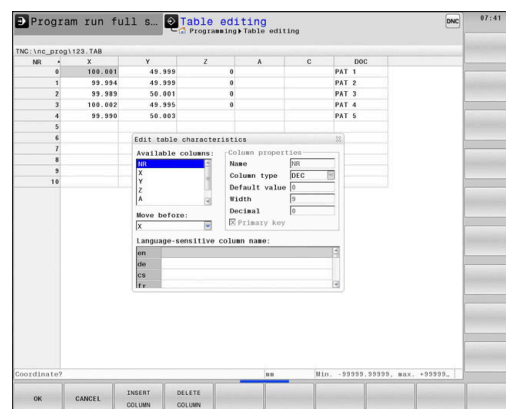 Program run full s... Table editing DNC 07:41
Programming ▸ Table editing
TNC:\nc_prog\123.TAB
NR X Y Z A C DOC
0 100.001 49.999 0 PAT 1
1 99.994 49.999 0 PAT 2
2 99.989 50.001 0 PAT 3
3 100.002 49.995 0 PAT 4
4 99.990 50.003 PAT 5
5
6
7
8
9
10
Edit table characteristics
Available columns: Column properties
NR
X
Y
Z
A
Name NR
Column type DEC
Default value 0
Width 9
Decimal 0
Primary key
Move before:
X
Language-sensitive column name:
en
de
cs
fr
Coordinate? mm Min. -99999.99999, max. +99999…
OK CANCEL INSERT COLUMN DELETE COLUMN